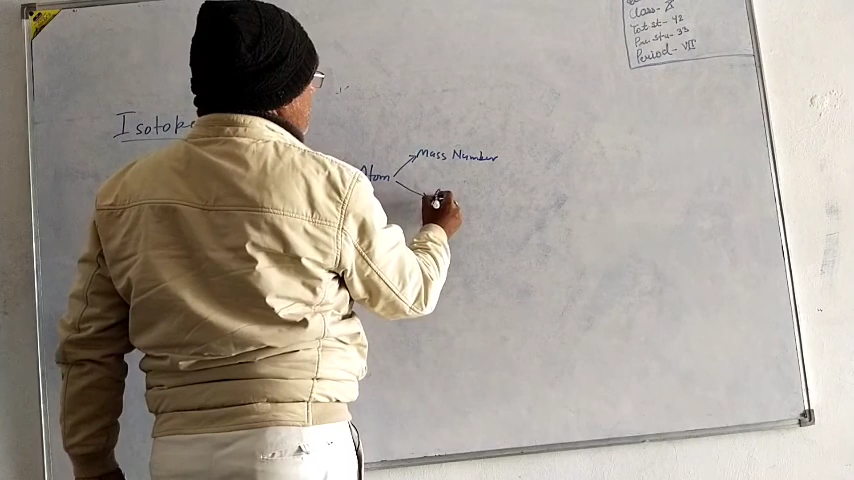 Class- X
Tot st- 42
Pre. stu- 33
Period- VII
Isotope
Atom
Mass Number